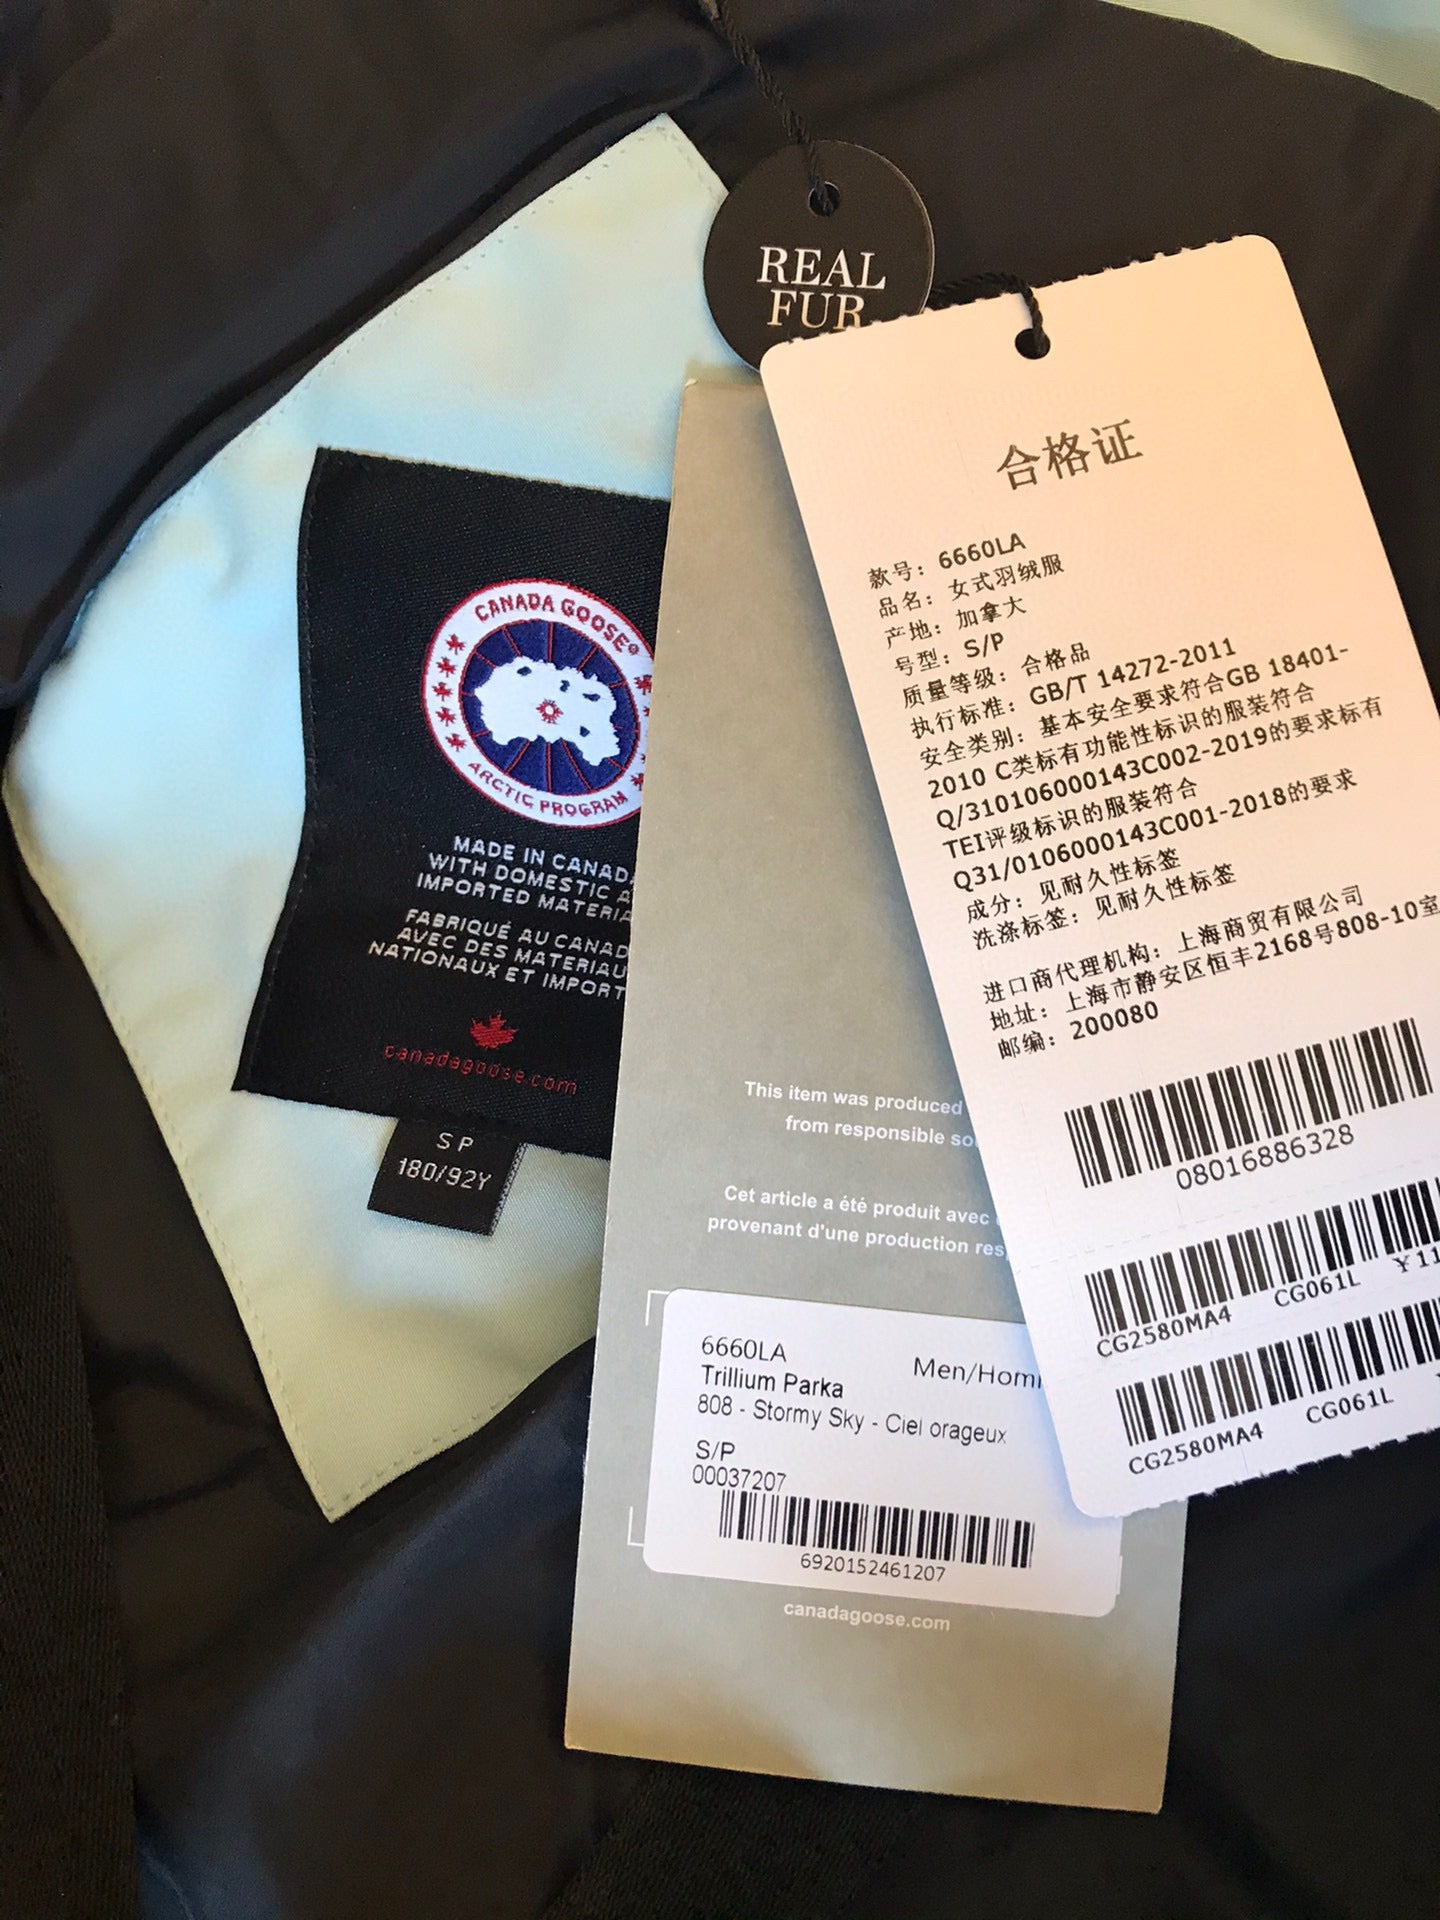 REAL
FUR
CANADA GOOSE®
ARCTIC PROGRAM
MADE IN CANAD
WITH DOMESTIC
IMPORTED MATERIA
FABRIQUÉ AU CANAD
AVEC DES MATERIAU
NATIONAUX ET IMPORT
canadagoose.com
S P
180/92Y
This item was produced
from responsible
Cet article a été produit avec
provenant d'une production
6660LA
Men/Hom
Trillium Parka
808 - Stormy Sky - Ciel orageux
S/P
00037207
6920152461207
canadagoose.com
合格证
款号：6660LA
品名：女式羽绒服
产地：加拿大
号型：S/P
质量等级：合格品
执行标准：GB/T 14272-2011
安全类别：基本安全要求符合GB 18401-
2010 C类标有功能性标识的服装符合
Q/310106000143C002-2019的要求标有
TEI评级标识的服装符合
Q31/0106000143C001-2018的要求
成分：见耐久性标签
洗涤标签：见耐久性标签
进口商代理机构：上海商贸有限公司
地址：上海市静安区恒丰2168号808-10室
邮编：200080
08016886328
CG2580MA4 CG061L ¥11
CG2580MA4 CG061L